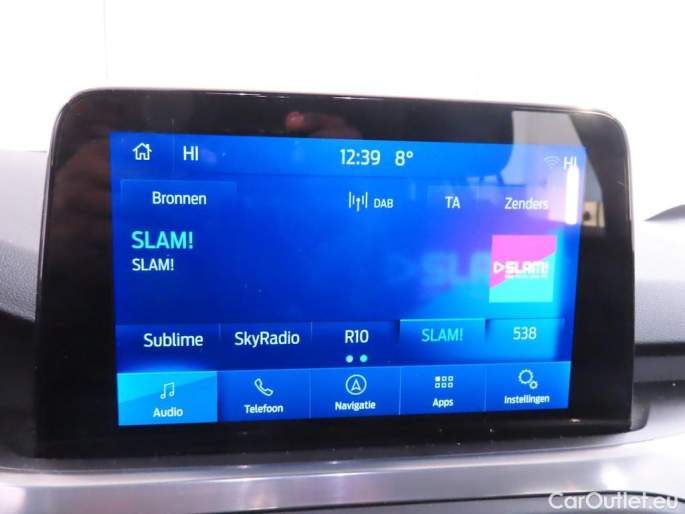 HI 12:39 8° HI
Bronnen DAB TA Zenders
SLAM!
SLAM!
SLAM!
Sublime SkyRadio R10 SLAM! 538
Audio Telefoon Navigatie Apps Instellingen
CarOutlet.eu